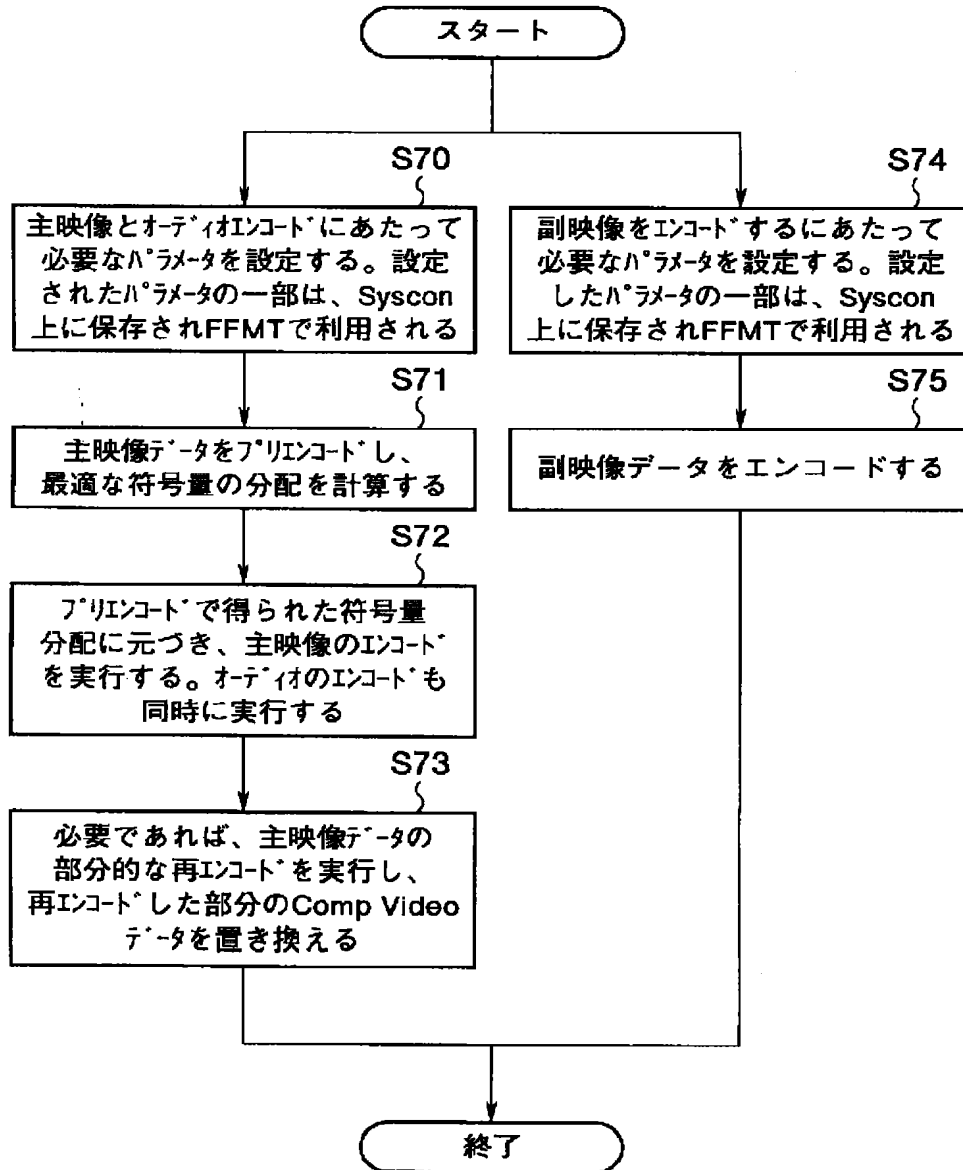 スタート
S70
主映像とｵｰﾃﾞｨｵｴﾝｺｰﾄﾞにあたって
必要なﾊﾟﾗﾒｰﾀを設定する。設定
されたﾊﾟﾗﾒｰﾀの一部は、Syscon
上に保存されFFMTで利用される
S71
主映像ﾃﾞｰﾀをﾌﾟﾘｴﾝｺｰﾄﾞし、
最適な符号量の分配を計算する
S72
ﾌﾟﾘｴﾝｺｰﾄﾞで得られた符号量
分配に元づき、主映像のｴﾝｺｰﾄﾞ
を実行する。ｵｰﾃﾞｨｵのｴﾝｺｰﾄﾞも
同時に実行する
S73
必要であれば、主映像ﾃﾞｰﾀの
部分的な再ｴﾝｺｰﾄﾞを実行し、
再ｴﾝｺｰﾄﾞした部分のComp Video
ﾃﾞｰﾀを置き換える
S74
副映像をｴﾝｺｰﾄﾞするにあたって
必要なﾊﾟﾗﾒｰﾀを設定する。設定
したﾊﾟﾗﾒｰﾀの一部は、Syscon
上に保存されFFMTで利用される
S75
副映像データをエンコードする
終了